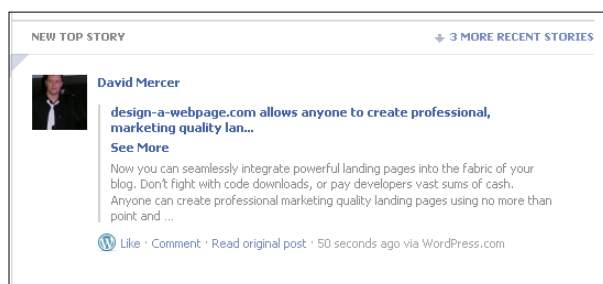 NEW TOP STORY 3 MORE RECENT STORIES
David Mercer
design-a-webpage.com allows anyone to create professional,
marketing quality lan...
See More
Now you can seamlessly integrate powerful landing pages into the fabric of your
blog. Don't fight with code downloads, or pay developers vast sums of cash.
Anyone can create professional marketing quality landing pages using no more than
point and ...
Like · Comment · Read original post · 50 seconds ago via WordPress.com